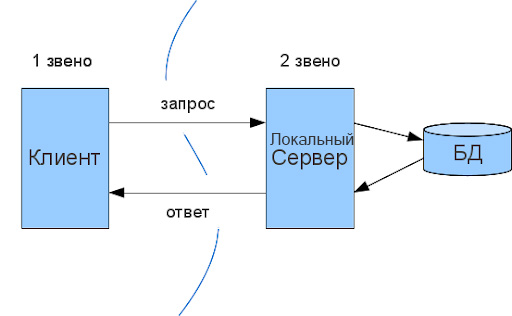 1 звено
2 звено
запрос
Клиент
Локальный
Сервер
БД
ответ